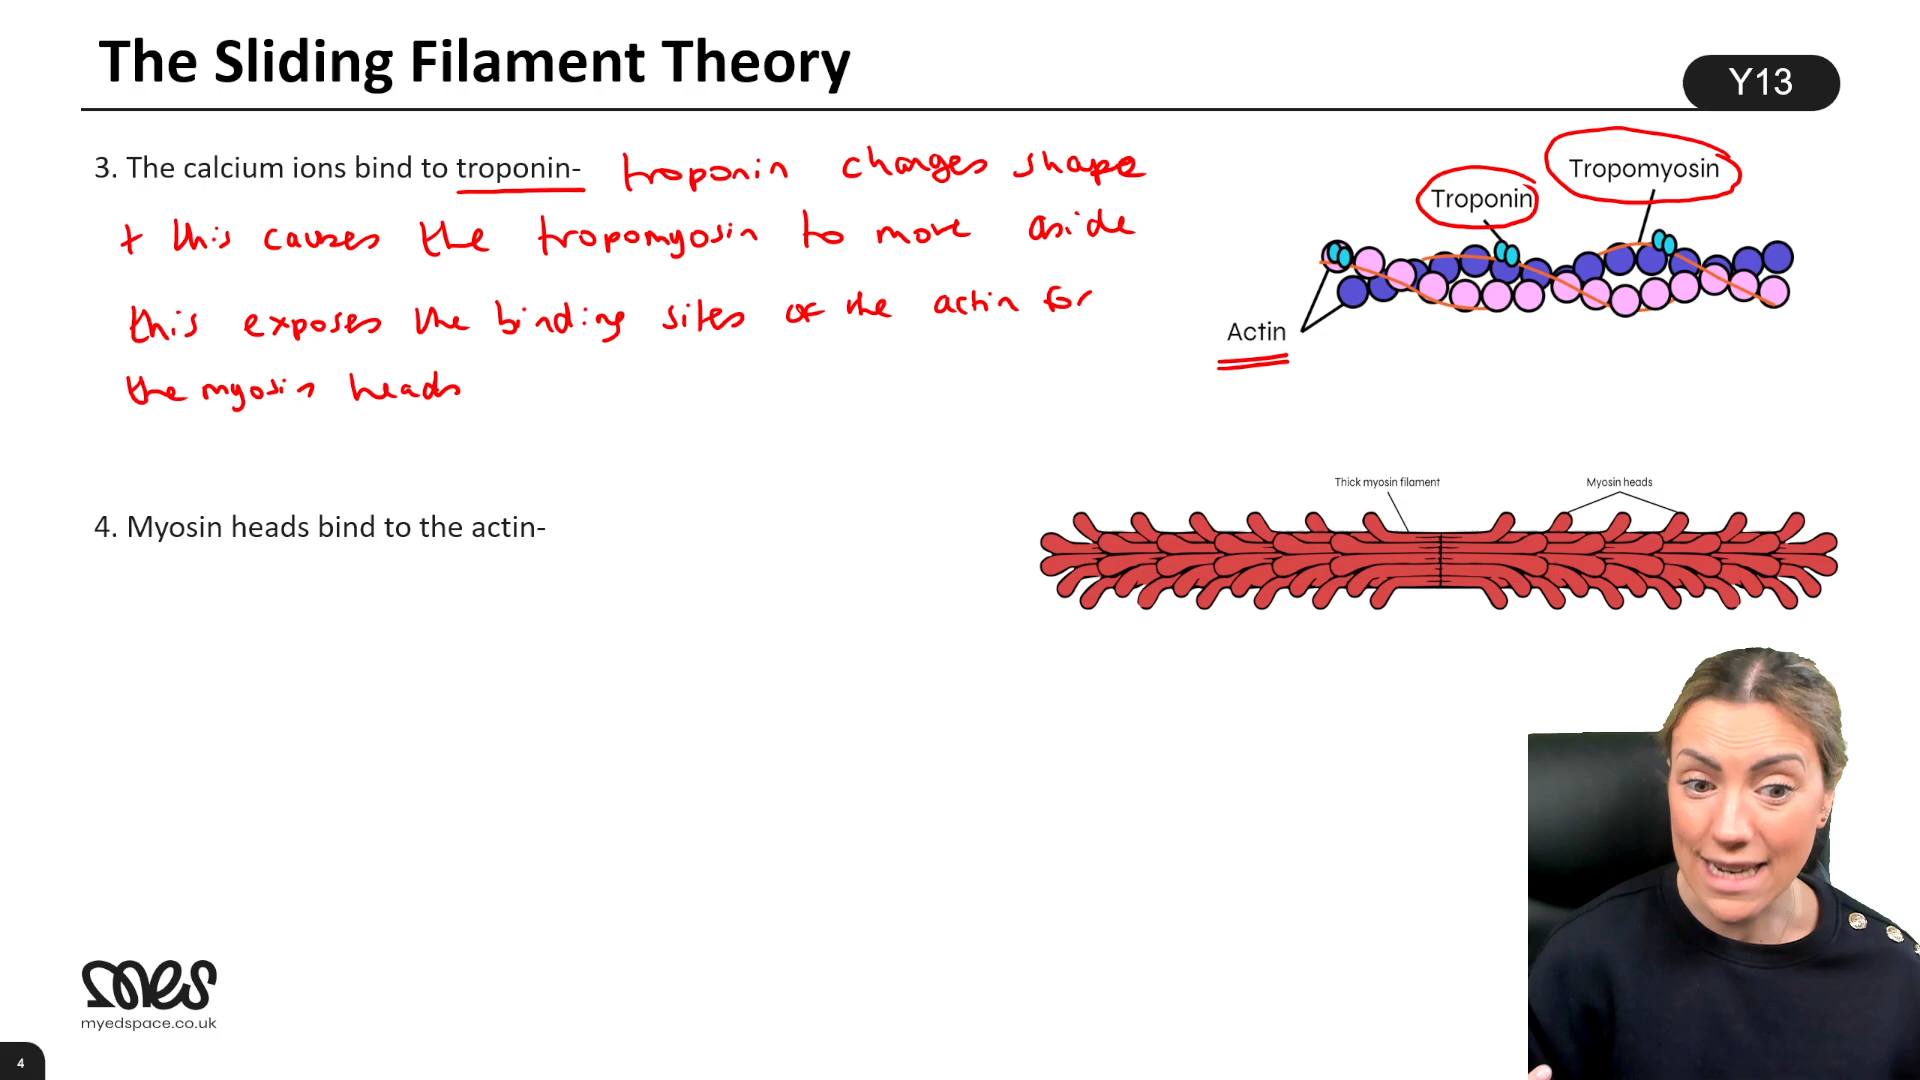 The Sliding Filament Theory
Y13
3. The calcium ions bind to troponin- troponin changes shape
+ this causes the tropomyosin to move aside
this exposes the binding sites of the actin for
the myosin heads
Tropomyosin
Troponin
Actin
Thick myosin filament
Myosin heads
4. Myosin heads bind to the actin-
mes
myedspace.co.uk
4